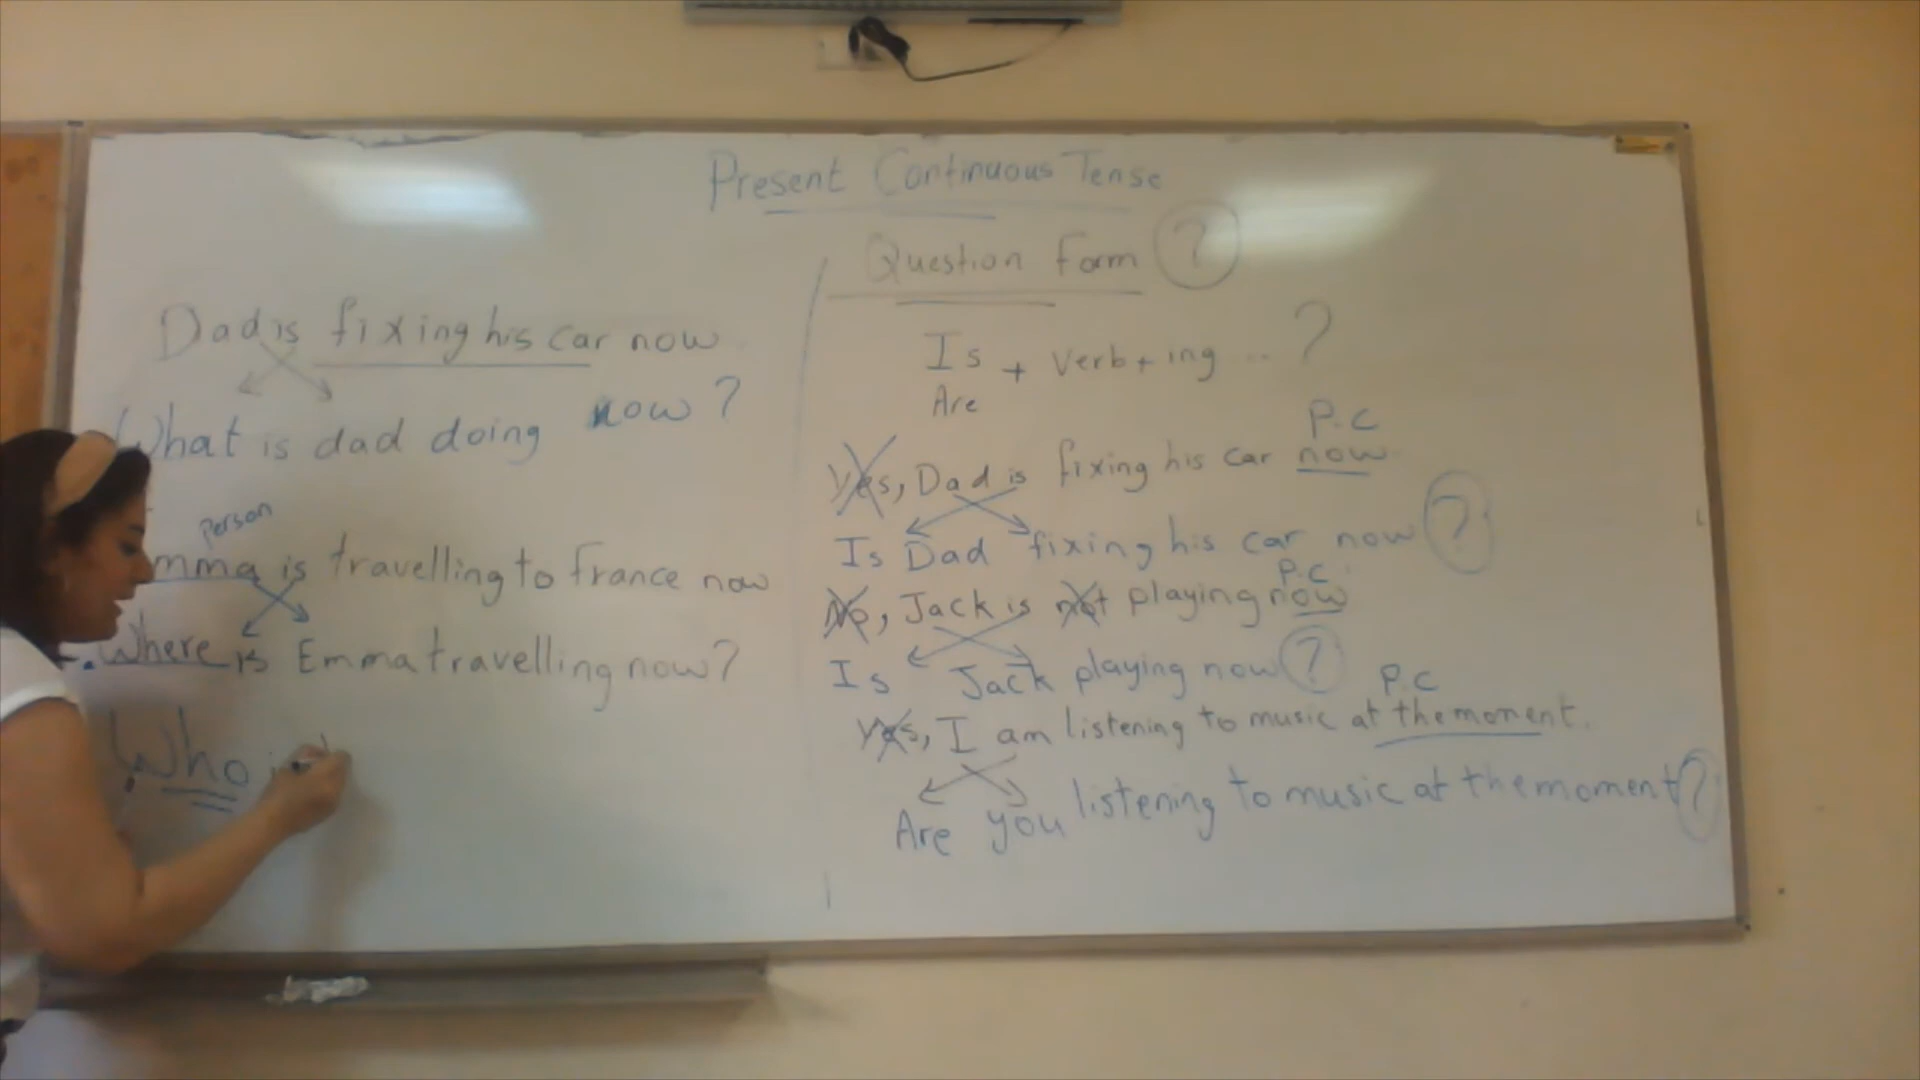 Present Continuous Tense
Question form ?
Dad is fixing his car now
What is dad doing now?
person
Emma is travelling to france now
Where is Emma travelling now?
Who
Is + verb + ing ... ?
Are
P.C
Yes, Dad is fixing his car now
Is Dad fixing his car now ?
P.C
No, Jack is not playing now
Is Jack playing now ?
P.C
Yes, I am listening to music at the moment.
Are you listening to music at the moment ?